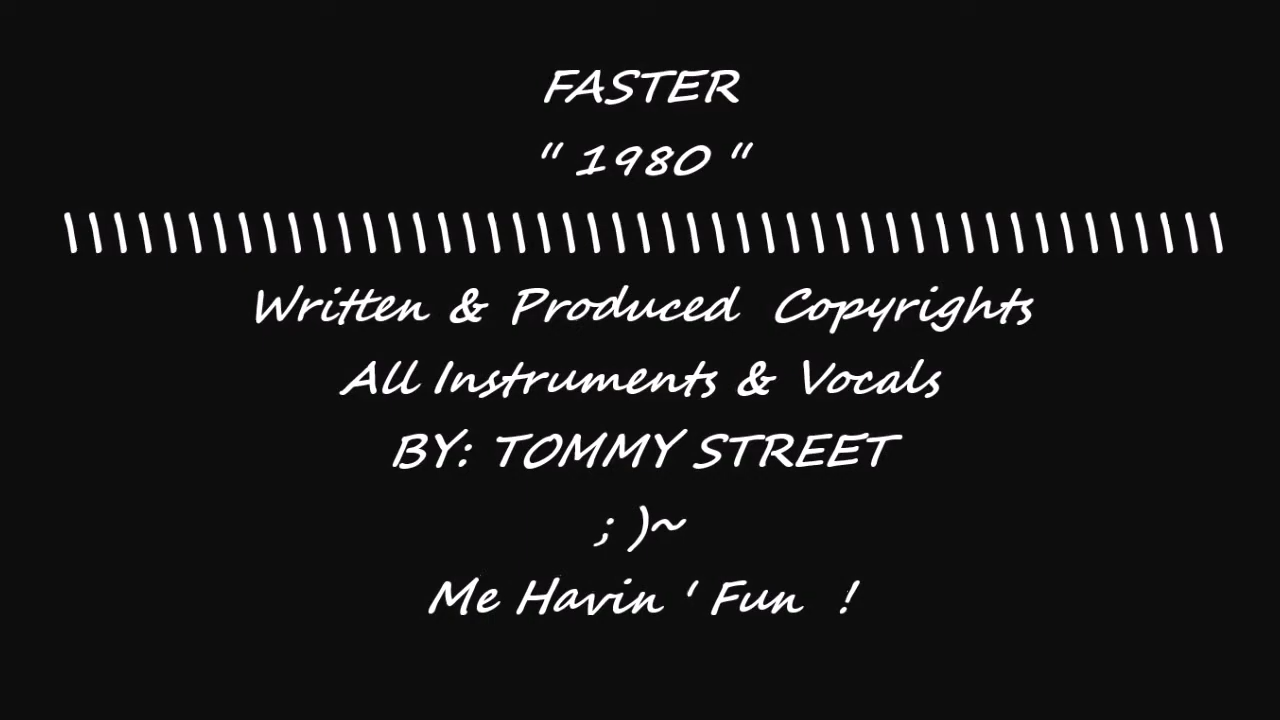 FASTER
" 1980 "
\\\\\\\\\\\\\\\\\\\\\\\\\\\\\\\\\\\\\\\\\\\\\\\
Written & Produced Copyrights
All Instruments & Vocals
BY: TOMMY STREET
; )~
Me Havin ' Fun !